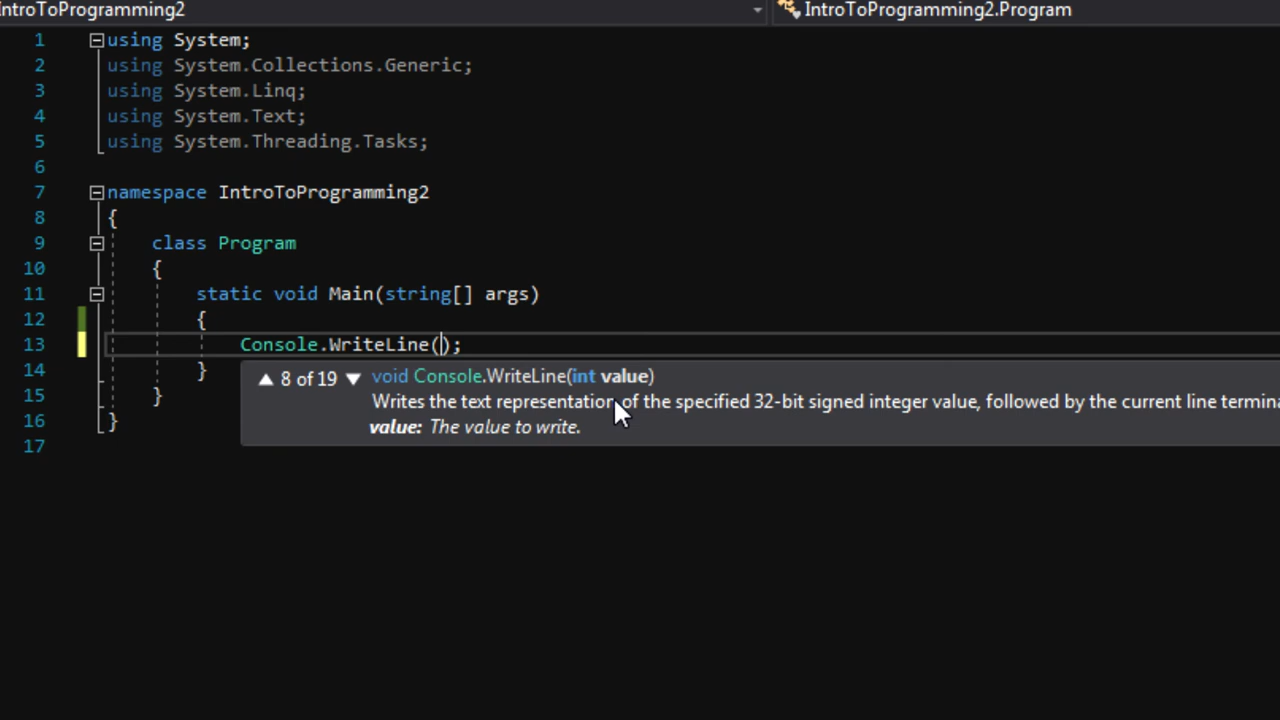 IntroToProgramming2 IntroToProgramming2.Program
1 using System;
2 using System.Collections.Generic;
3 using System.Linq;
4 using System.Text;
5 using System.Threading.Tasks;
6
7 namespace IntroToProgramming2
8 {
9 class Program
10 {
11 static void Main(string[] args)
12 {
13 Console.WriteLine();
14 }
▲ 8 of 19 ▼ void Console.WriteLine(int value)
15 }
Writes the text representation of the specified 32-bit signed integer value, followed by the current line
16 }
value: The value to write.
17